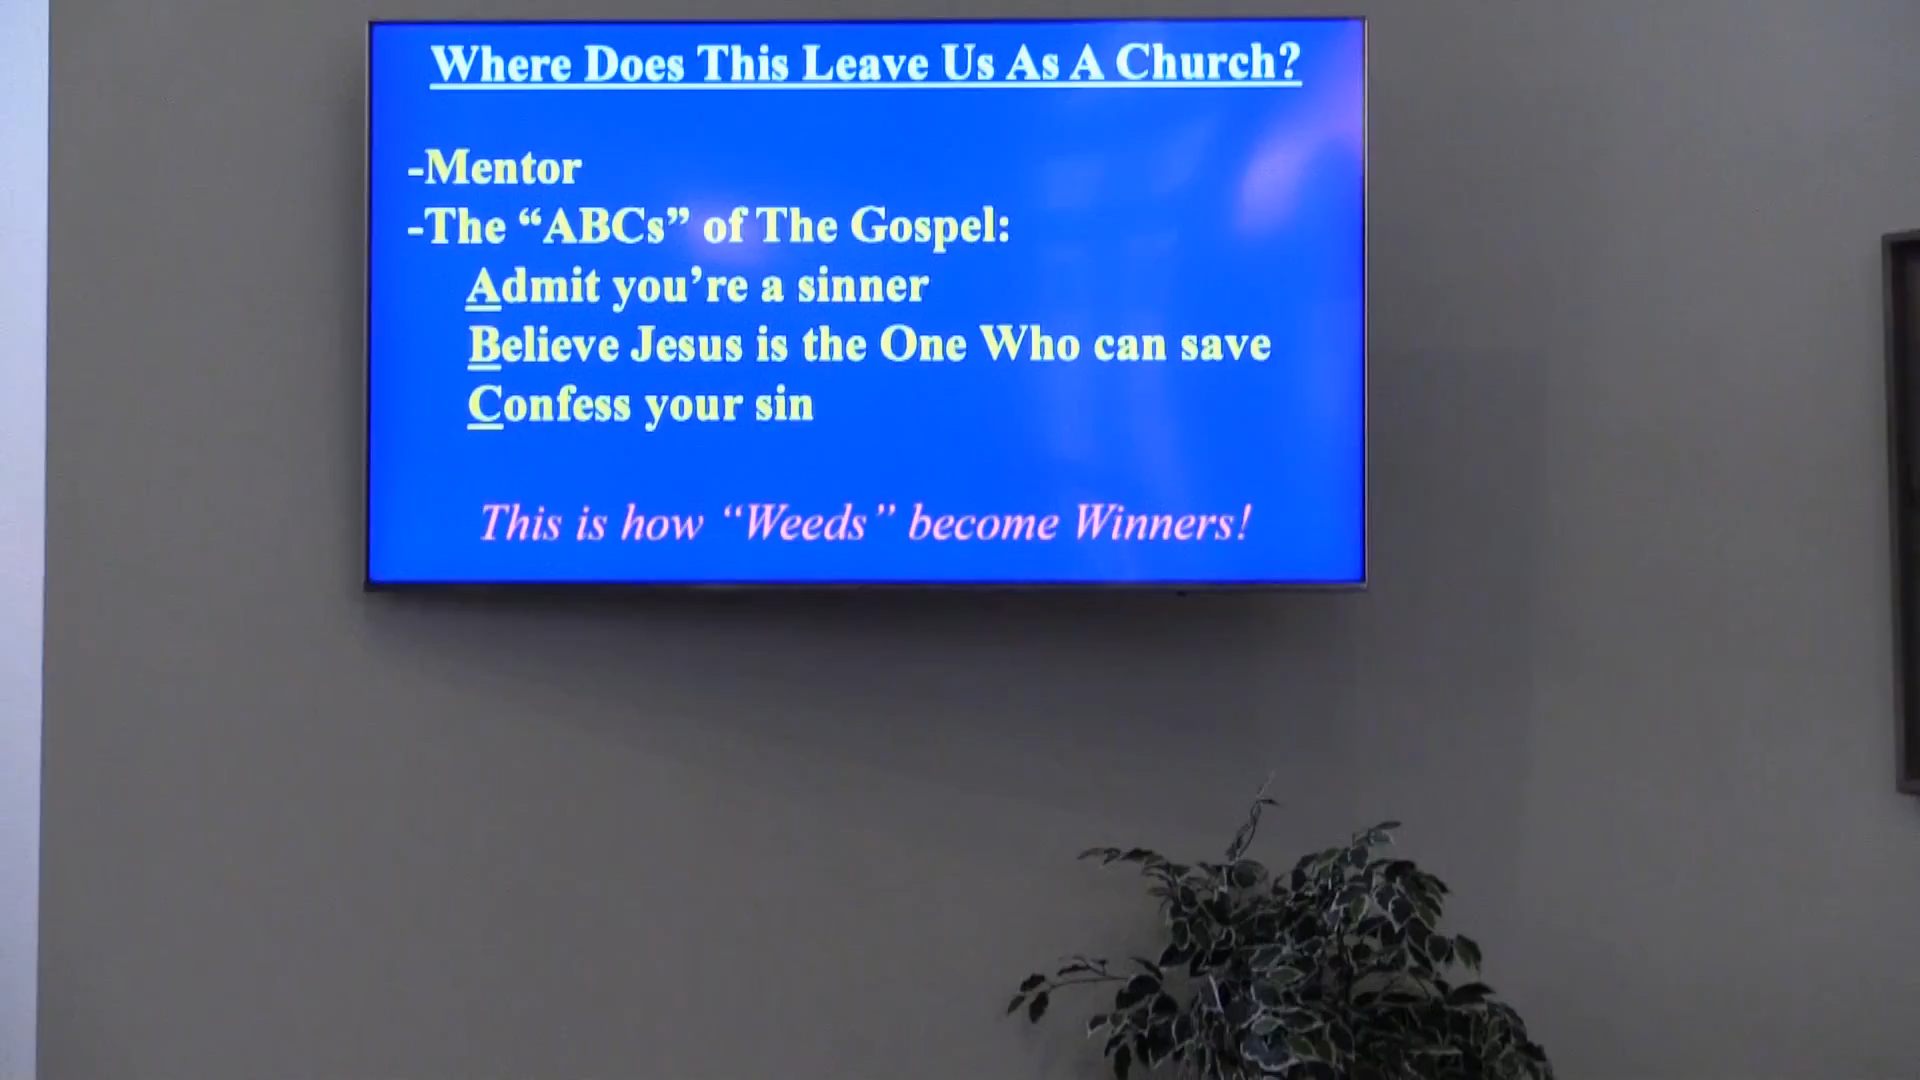 Where Does This Leave Us As A Church?
-Mentor
-The “ABCs” of The Gospel:
Admit you’re a sinner
Believe Jesus is the One Who can save
Confess your sin
This is how “Weeds” become Winners!